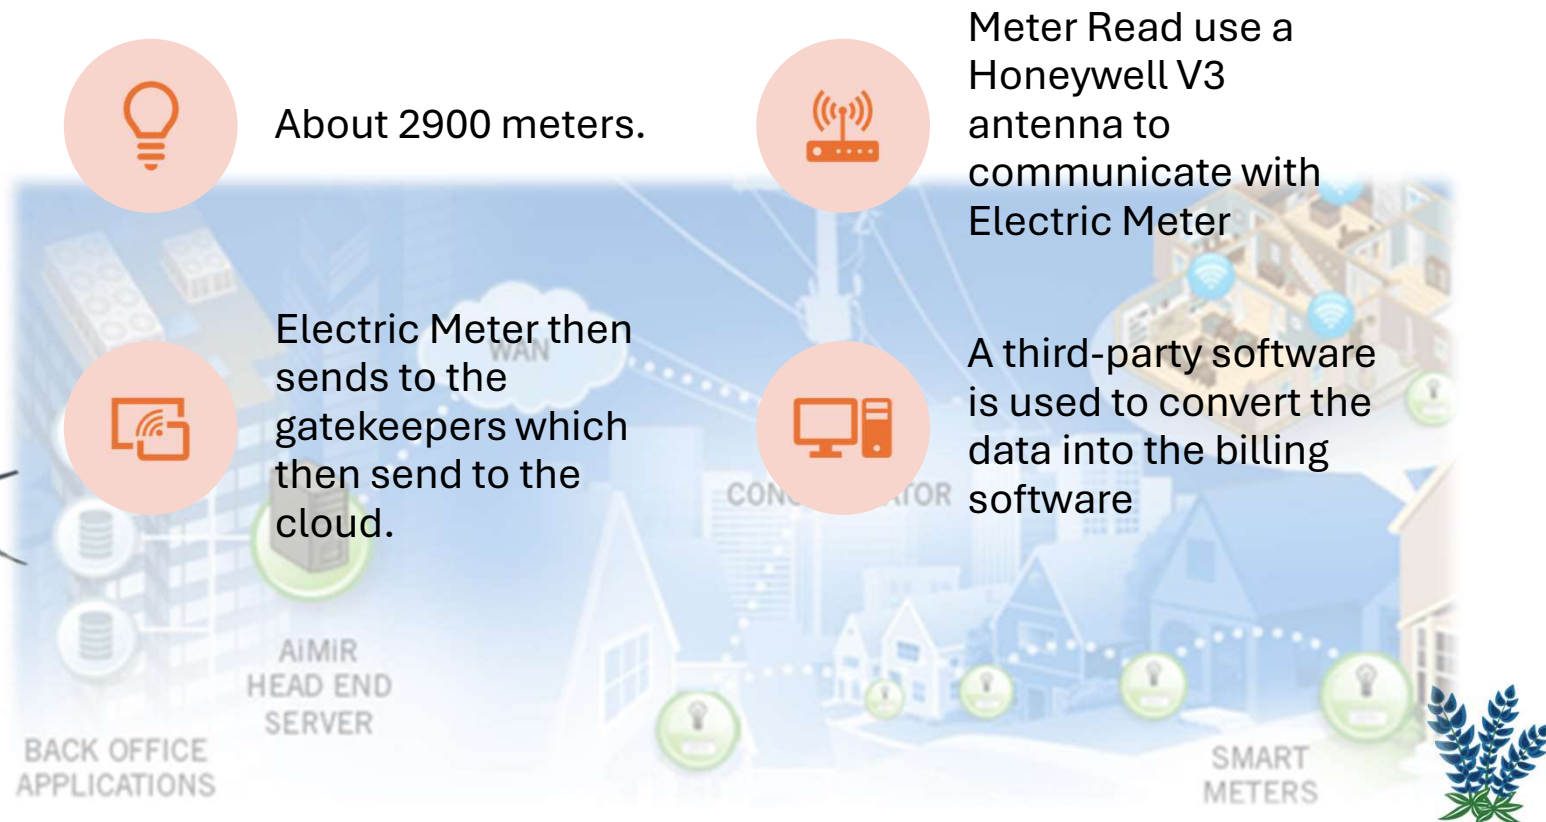 About 2900 meters.
Meter Read use a
Honeywell V3
antenna to
communicate with
Electric Meter
Electric Meter then
sends to the
gatekeepers which
then send to the
cloud.
A third-party software
is used to convert the
data into the billing
software
WAN
AiMiR
HEAD END
SERVER
BACK OFFICE
APPLICATIONS
SMART
METERS